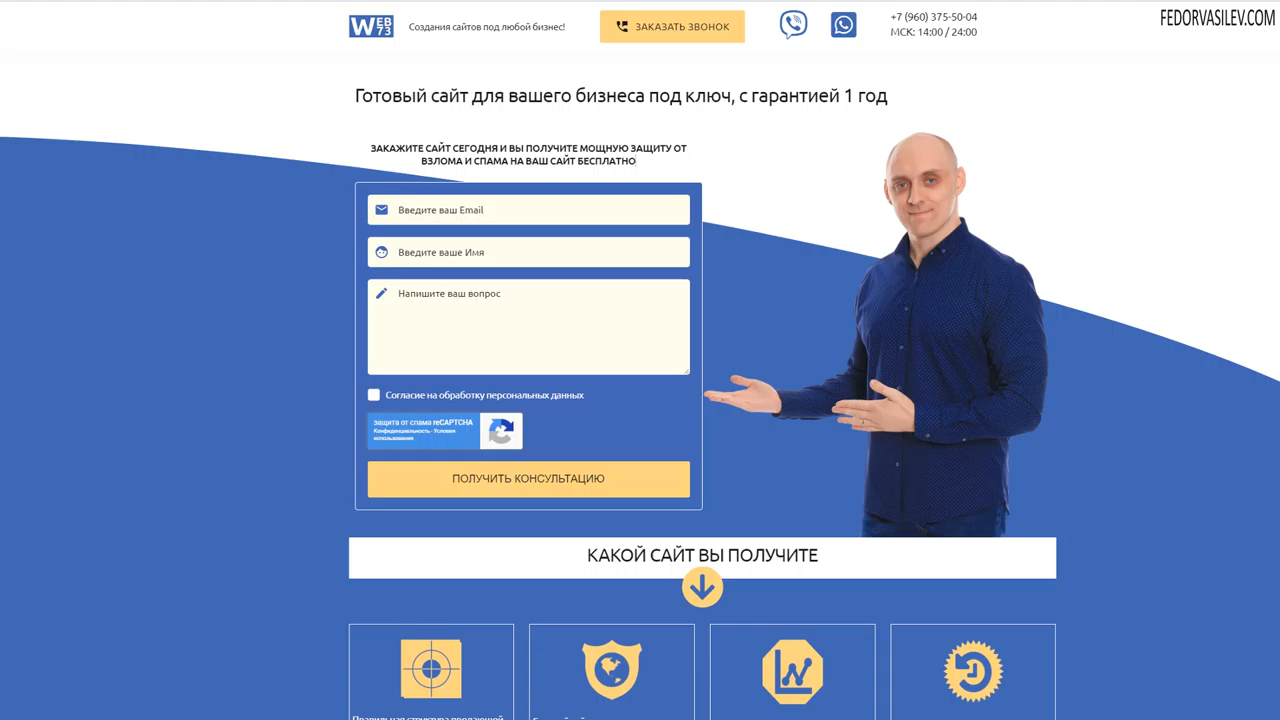 WEB 73
Создания сайтов под любой бизнес!
ЗАКАЗАТЬ ЗВОНОК
+7 (960) 375-50-04
МСК: 14:00 / 24:00
FEDORVASILEV.COM
Готовый сайт для вашего бизнеса под ключ, с гарантией 1 год
ЗАКАЖИТЕ САЙТ СЕГОДНЯ И ВЫ ПОЛУЧИТЕ МОЩНУЮ ЗАЩИТУ ОТ
ВЗЛОМА И СПАМА НА ВАШ САЙТ БЕСПЛАТНО
Введите ваш Email
Введите ваше Имя
Напишите ваш вопрос
Согласие на обработку персональных данных
защита от спама reCAPTCHA
Конфиденциальность - Условия
использования
ПОЛУЧИТЬ КОНСУЛЬТАЦИЮ
КАКОЙ САЙТ ВЫ ПОЛУЧИТЕ
Правильная структура продающей